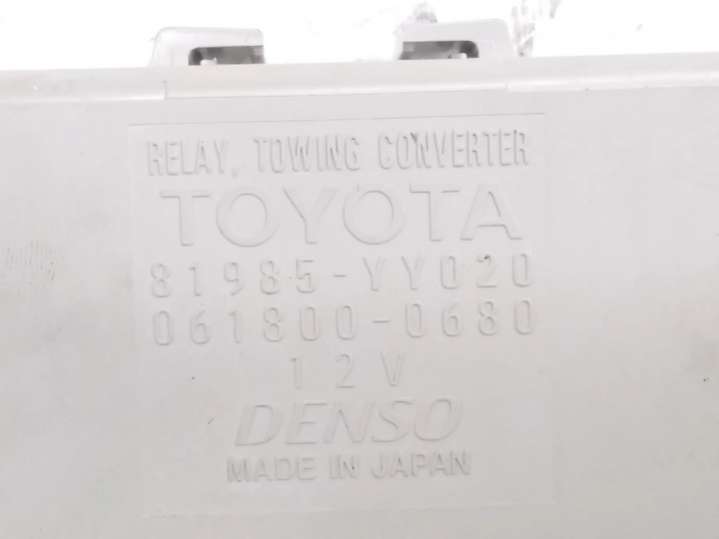 RELAY, TOWING CONVERTER
TOYOTA
81985-YY020
061800-0680
12V
DENSO
MADE IN JAPAN